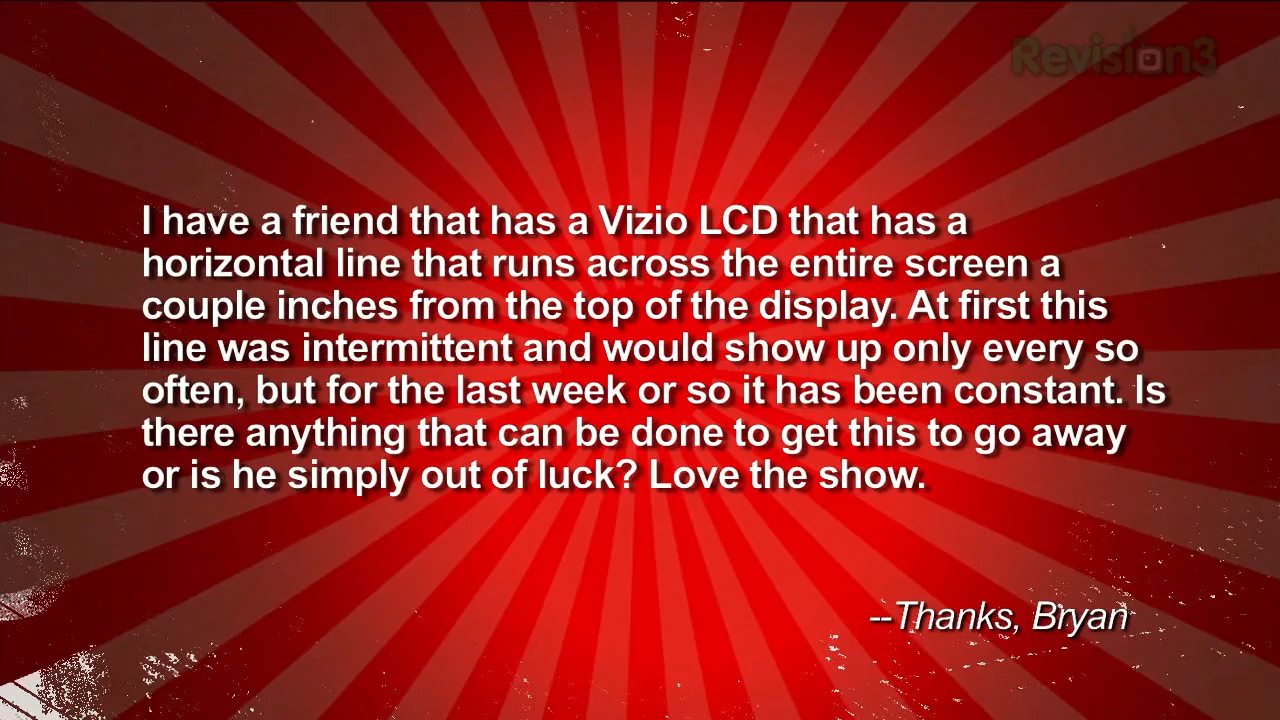 Revision3
I have a friend that has a Vizio LCD that has a
horizontal line that runs across the entire screen a
couple inches from the top of the display. At first this
line was intermittent and would show up only every so
often, but for the last week or so it has been constant. Is
there anything that can be done to get this to go away
or is he simply out of luck? Love the show.
--Thanks, Bryan